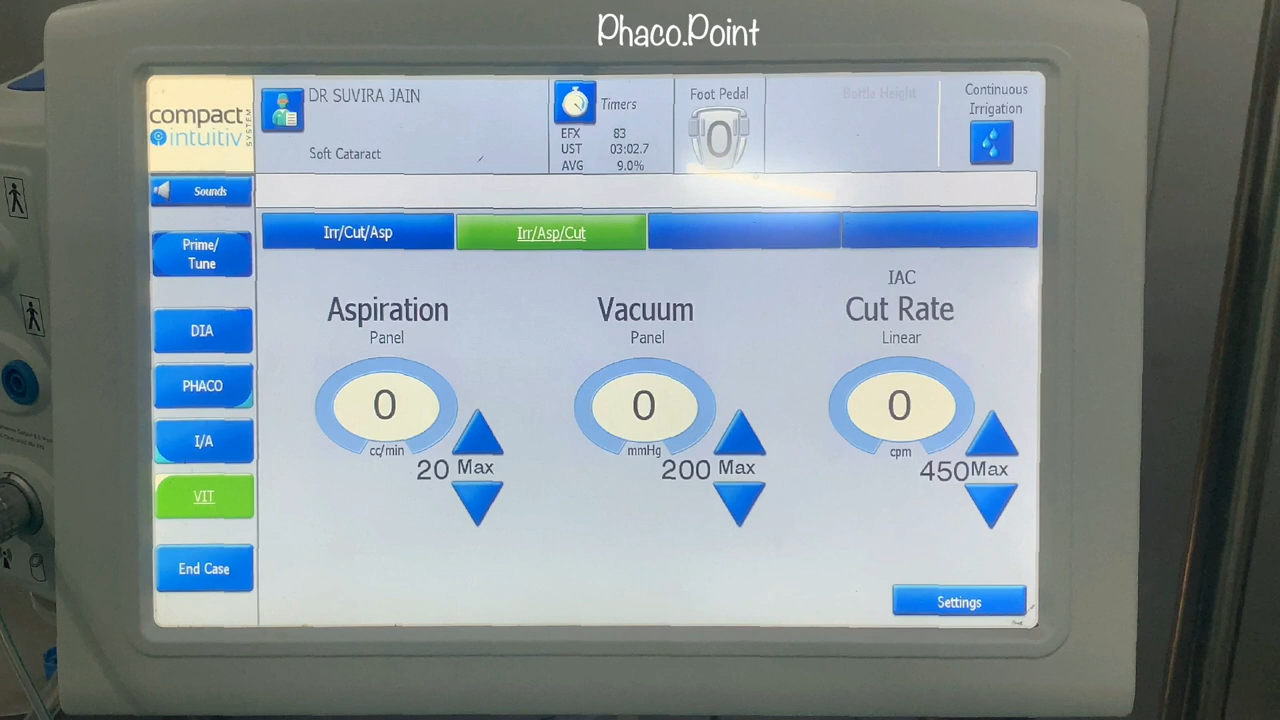 Phaco.Point
compact
intuitiv
SYSTEM
DR SUVIRA JAIN
Soft Cataract
Timers
EFX 83
UST 03:02.7
AVG 9.0%
Foot Pedal
0
Bottle Height
Continuous
Irrigation
Sounds
Prime/
Tune
DIA
PHACO
I/A
VIT
End Case
Irr/Cut/Asp
Irr/Asp/Cut
Aspiration
Panel
0
cc/min
20 Max
Vacuum
Panel
0
mmHg
200 Max
IAC
Cut Rate
Linear
0
cpm
450 Max
Settings